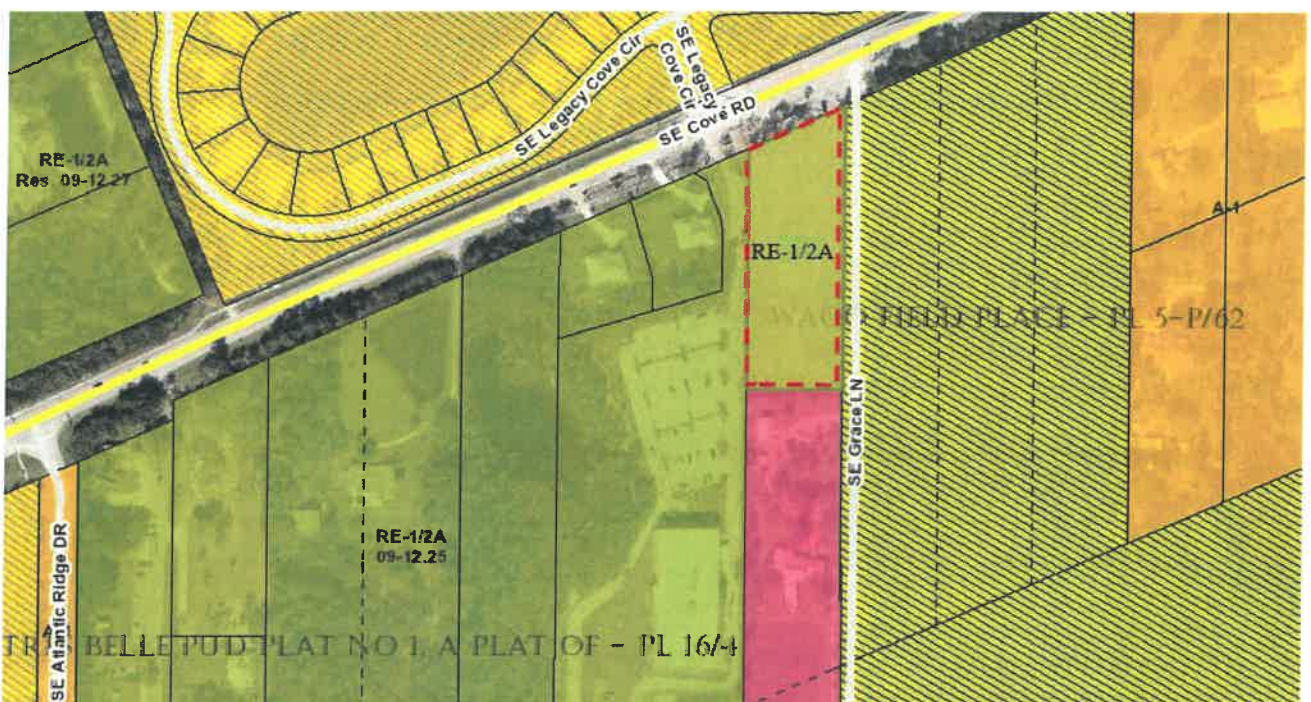 SE Legacy Cove Cir
SE Legacy
Cove Cir
SE Cove RD
RE-1/2A
Res 09-12.27
A-1
RE-1/2A
FIELD PLACE - PL 5-P/62
SE Grace LN
RE-1/2A
09-12.25
SE Atlantic Ridge DR
BELLE PUD PLAT NO 1, A PLAT OF - PL 16/4